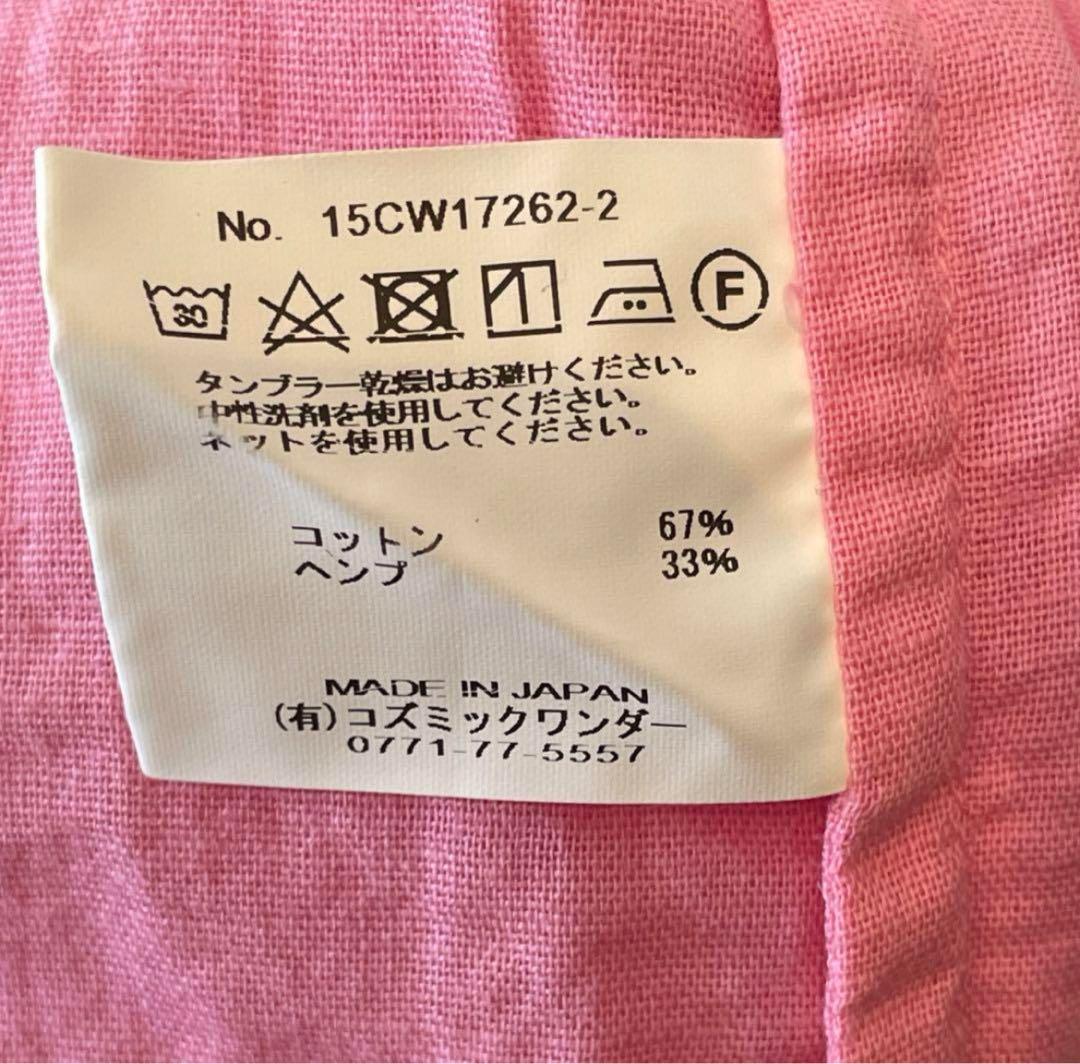 No. 15CW17262-2
30 F
タンブラー乾燥はお避けください。
中性洗剤を使用してください。
ネットを使用してください。
コットン 67%
ヘンプ 33%
MADE IN JAPAN
(有)コズミックワンダー
0771-77-5557